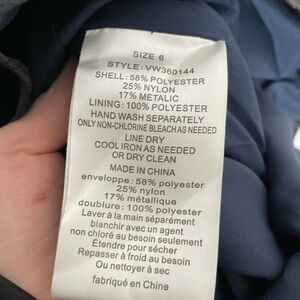 SIZE 6
STYLE: VW360144
SHELL: 58% POLYESTER
25% NYLON
17% METALIC
LINING: 100% POLYESTER
HAND WASH SEPARATELY
ONLY NON-CHLORINE BLEACH AS NEEDED
LINE DRY
COOL IRON AS NEEDED
OR DRY CLEAN
MADE IN CHINA
enveloppe: 58% polyester
25% nylon
17% métallique
doublure: 100% polyester
Laver à la main séparément
blanchir avec un agent
non chloré au besoin seulement
Étendre pour sécher
Repasser à froid au besoin
Ou nettoyer à sec
fabriqué en Chine